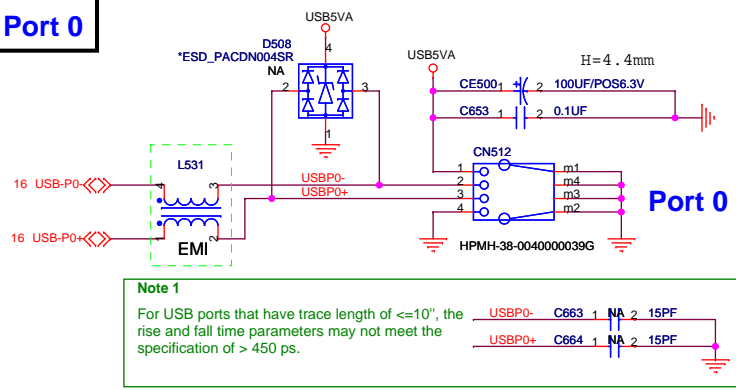 Port 0
USB5VA
D508
*ESD_PACDN004SR
NA
4
2
3
1
USB5VA
H=4.4mm
CE500 1 + 2 100UF/POS6.3V
C653 1 2 0.1UF
L531
16 USB-P0-
4
3
USBP0-
USBP0+
16 USB-P0+
1
2
EMI
CN512
1
2
3
4
m1
m4
m3
m2
HPMH-38-0040000039G
Port 0
Note 1
For USB ports that have trace length of <=10", the
rise and fall time parameters may not meet the
specification of > 450 ps.
USBP0- C663 1 NA 2 15PF
USBP0+ C664 1 NA 2 15PF